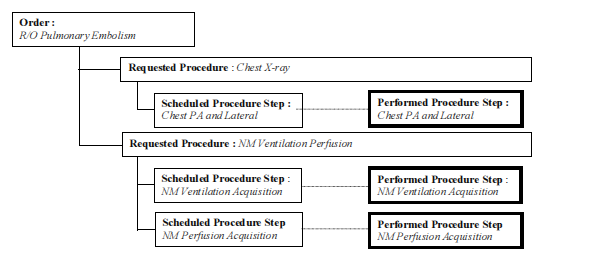 Order :
R/O Pulmonary Embolism
Requested Procedure : Chest X-ray
Scheduled Procedure Step :
Chest PA and Lateral
Performed Procedure Step :
Chest PA and Lateral
Requested Procedure : NM Ventilation Perfusion
Scheduled Procedure Step :
NM Ventilation Acquisition
Performed Procedure Step :
NM Ventilation Acquisition
Scheduled Procedure Step
NM Perfusion Acquisition
Performed Procedure Step
NM Perfusion Acquisition